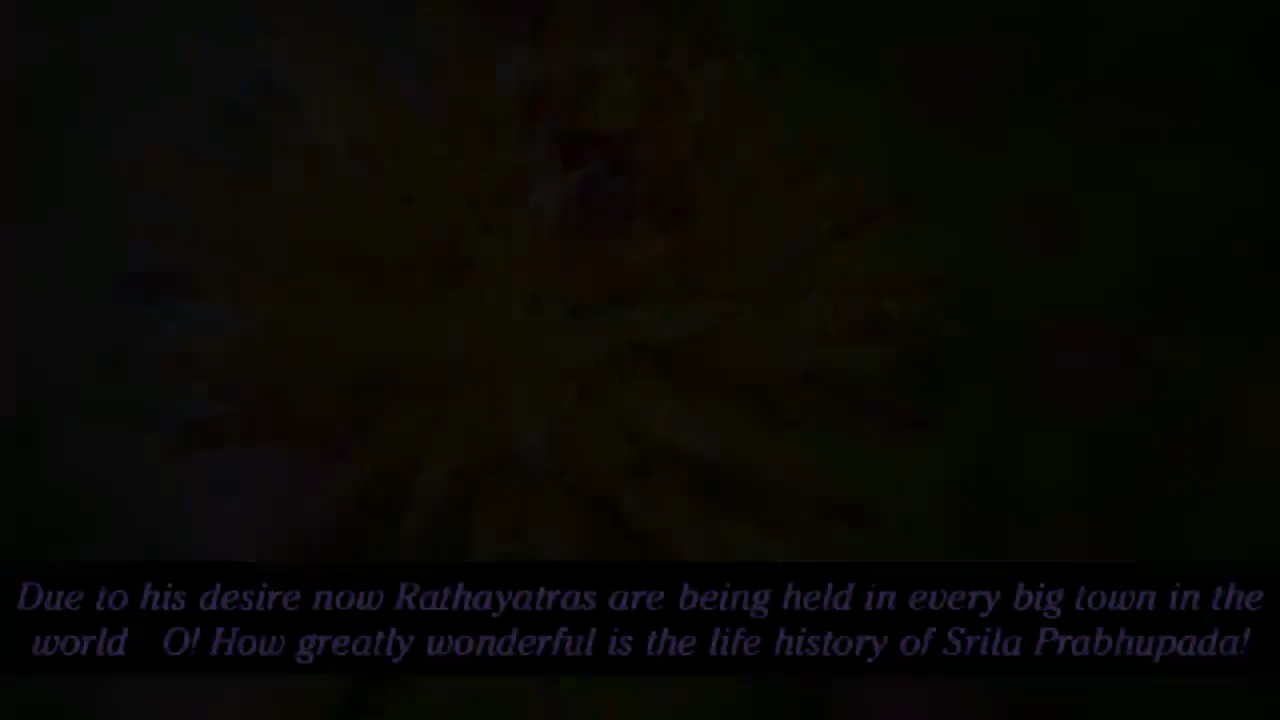 Due to his desire now Rathayatras are being held in every big town in the
world O! How greatly wonderful is the life history of Srila Prabhupada!